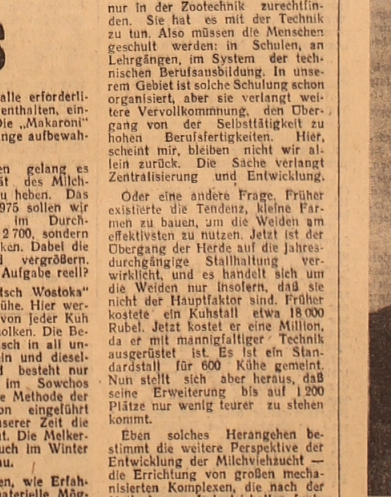 alle erforderli-
enthalten, ein-
Die „Makaroni"
nge aufbewah-
en gelang es
ät des Milch-
u heben. Das
975 sollen wir
im Durch-
2 700, sondern
ken. Dabei die
vergrößern.
Aufgabe reell?
tsch Wostoka"
ühe. Hier wer-
von jeder Kuh
olken. Die Be-
sch in all un-
in und diesel-
besteht nur
im Sowchos
e Methode der
on eingeführt
nserer Zeit die
t. Die Melker-
uch im Winter
au.
en, wie Erfah-
materielle Mög-
nur in der Zootechnik zurechtfin-
den. Sie hat es mit der Technik
zu tun. Also müssen die Menschen
geschult werden: in Schulen, an
Lehrgängen, im System der tech-
nischen Berufsausbildung. In unse-
rem Gebiet ist solche Schulung schon
organisiert, aber sie verlangt wei-
tere Vervollkommnung, den Über-
gang von der Selbsttätigkeit zu
hohen Berufsfertigkeiten. Hier,
scheint mir, bleiben nicht wir al-
lein zurück. Die Sache verlangt
Zentralisierung und Entwicklung.
Oder eine andere Frage. Früher
existierte die Tendenz, kleine Far-
men zu bauen, um die Weiden am
effektivsten zu nutzen. Jetzt ist der
Übergang der Herde auf die jahres-
durchgängige Stallhaltung ver-
wirklicht, und es handelt sich um
die Weiden nur insofern, daß sie
nicht der Hauptfaktor sind. Früher
kostete ein Kuhstall etwa 18 000
Rubel. Jetzt kostet er eine Million,
da er mit mannigfaltiger Technik
ausgerüstet ist. Es ist ein Stan-
dardstall für 600 Kühe gemeint.
Nun stellt sich aber heraus, daß
seine Erweiterung bis auf 1 200
Plätze nur wenig teurer zu stehen
kommt.
Eben solches Herangehen be-
stimmt die weitere Perspektive der
Entwicklung der Milchviehzucht —
die Errichtung von großen mecha-
nisierten Komplexen, die nach der